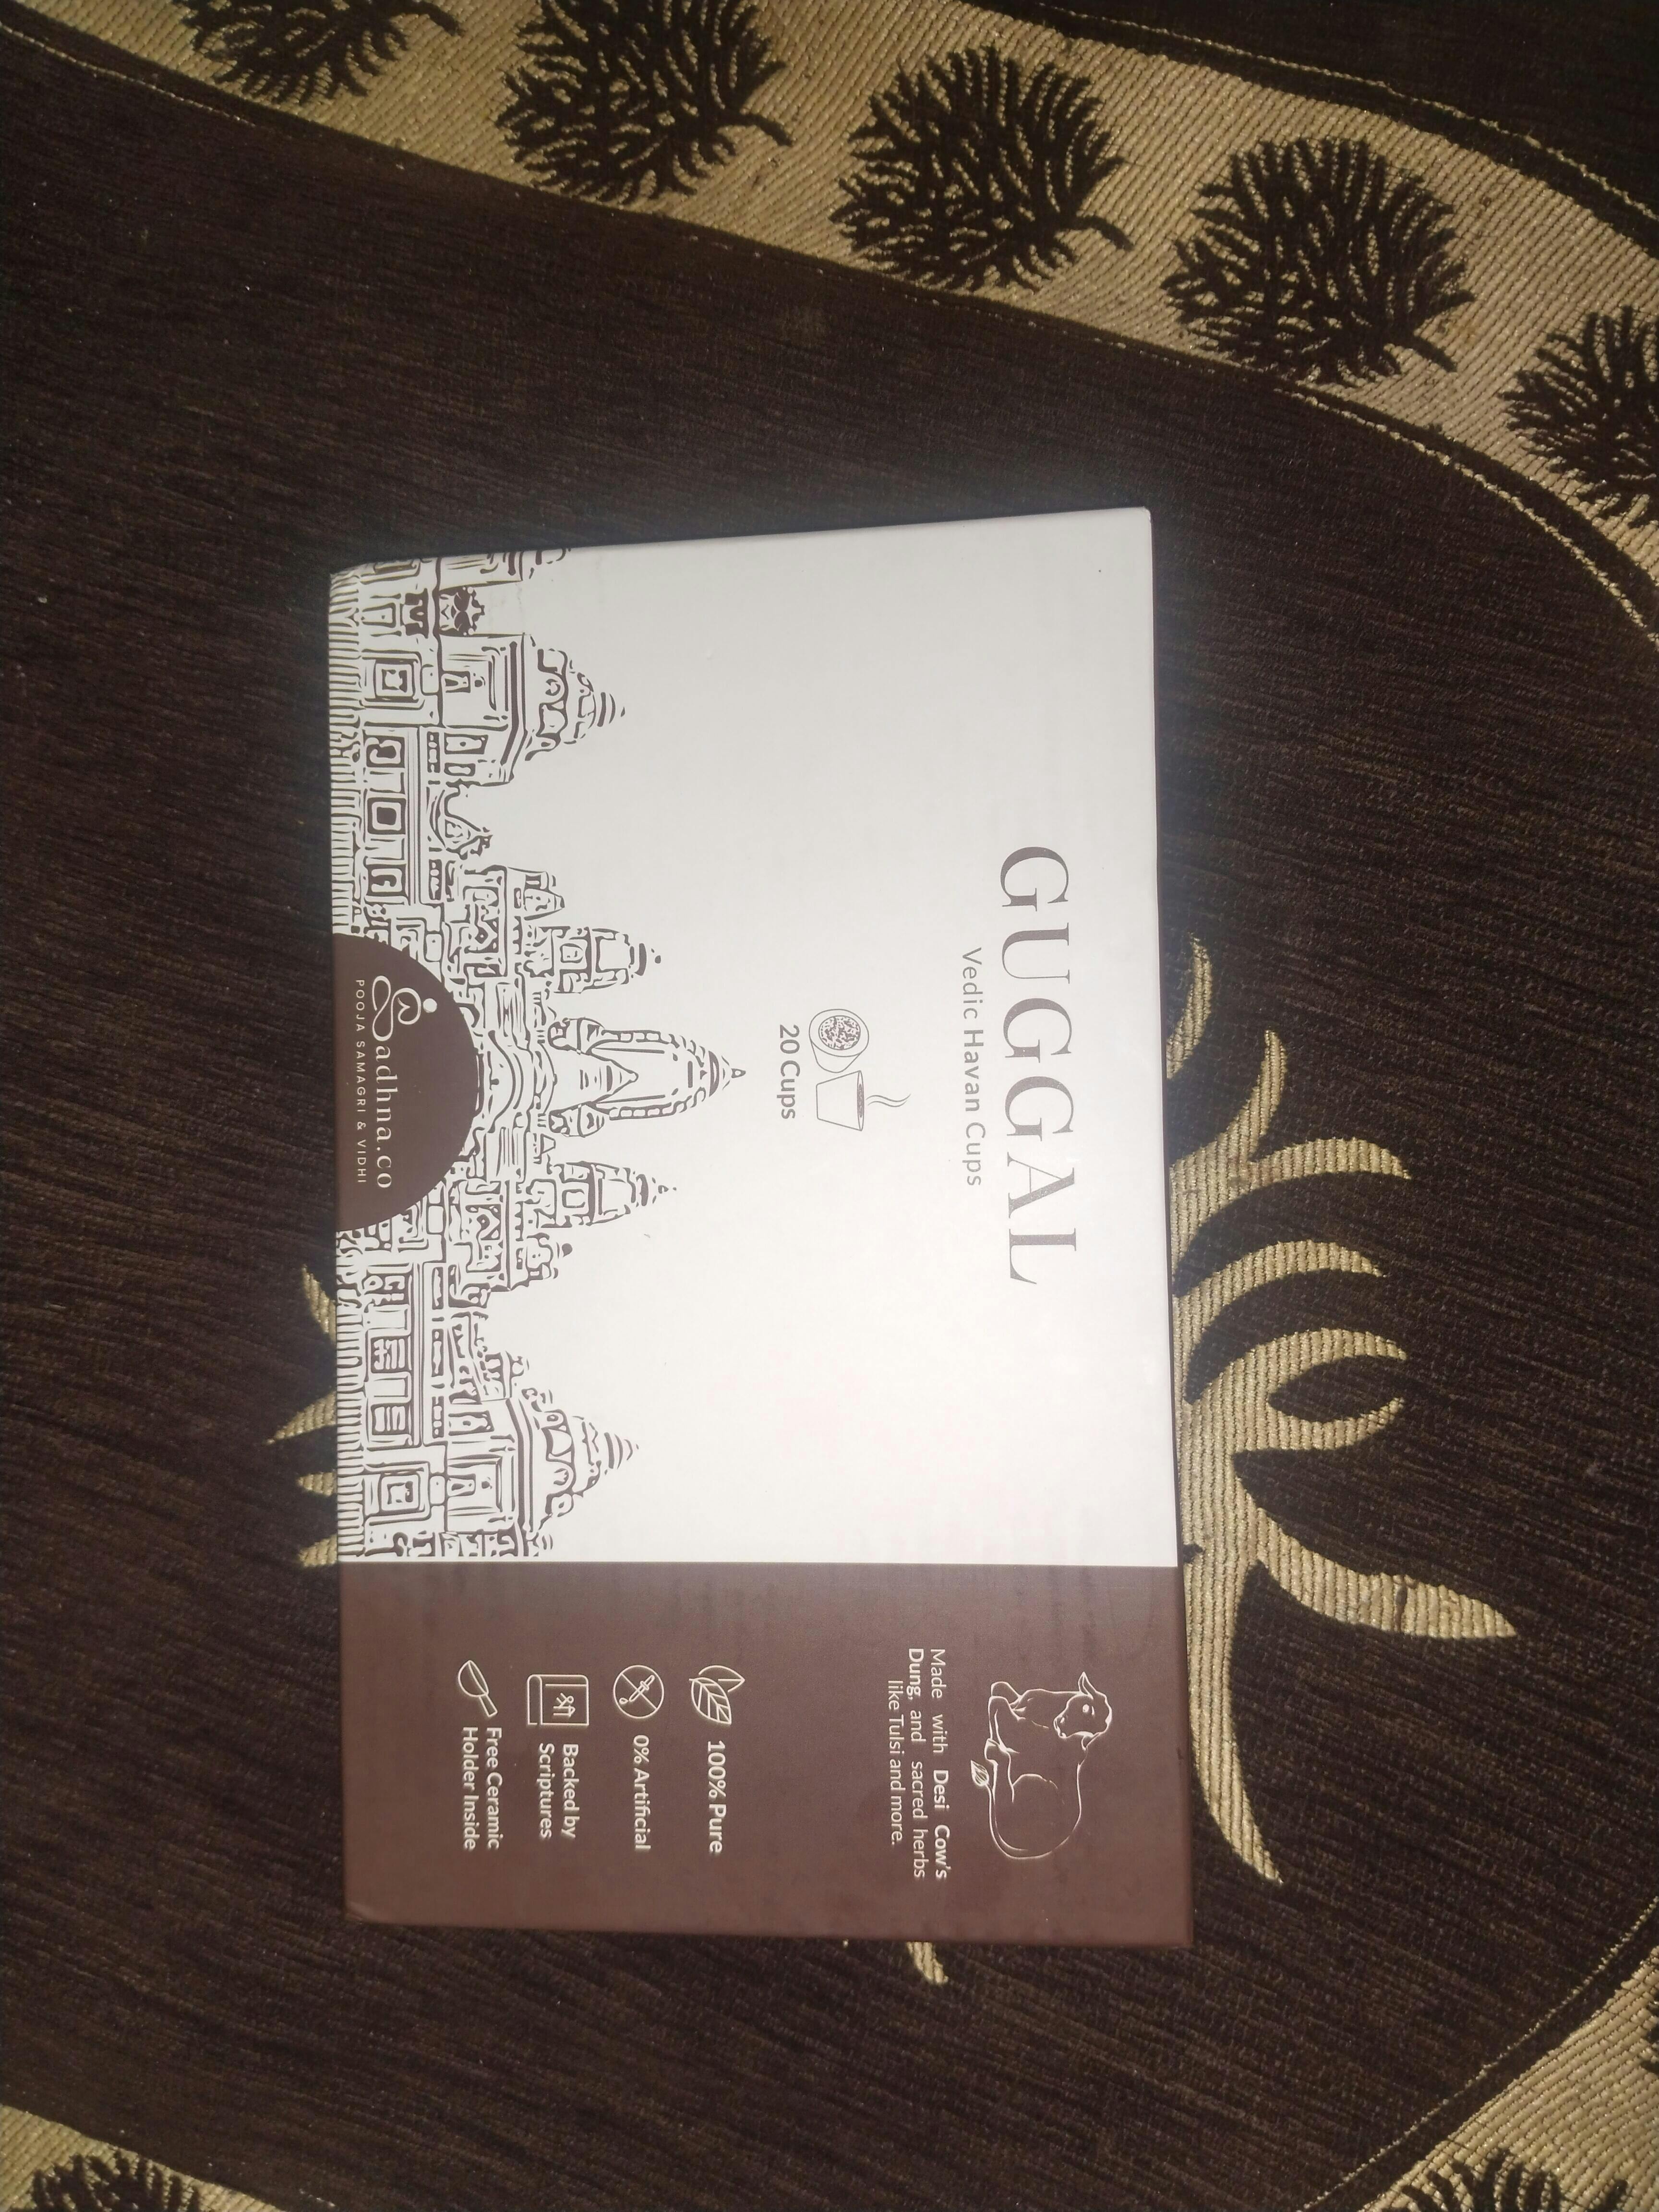 GUGGAL
Vedic Havan Cups
20 Cups
Sadhna.co
POOJA SAMAGRI & VIDHI
Made with Desi Cow's
Dung, and sacred herbs
like Tulsi and more.
100% Pure
0% Artificial
Backed by
Scriptures
Free Ceramic
Holder Inside